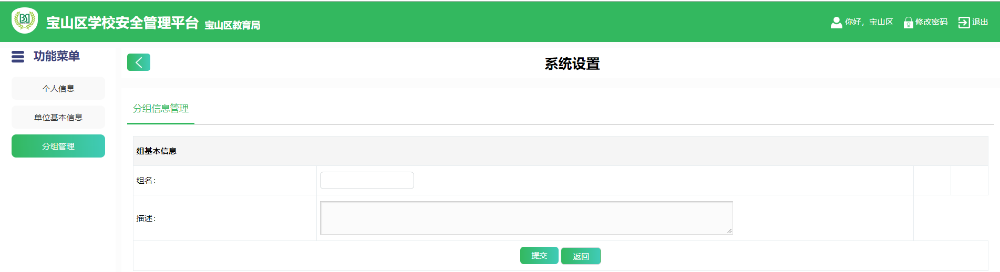 宝山区学校安全管理平台 宝山区教育局
你好，宝山区 修改密码 退出
功能菜单
系统设置
个人信息
单位基本信息
分组管理
分组信息管理
组基本信息
组名：
描述：
提交 返回